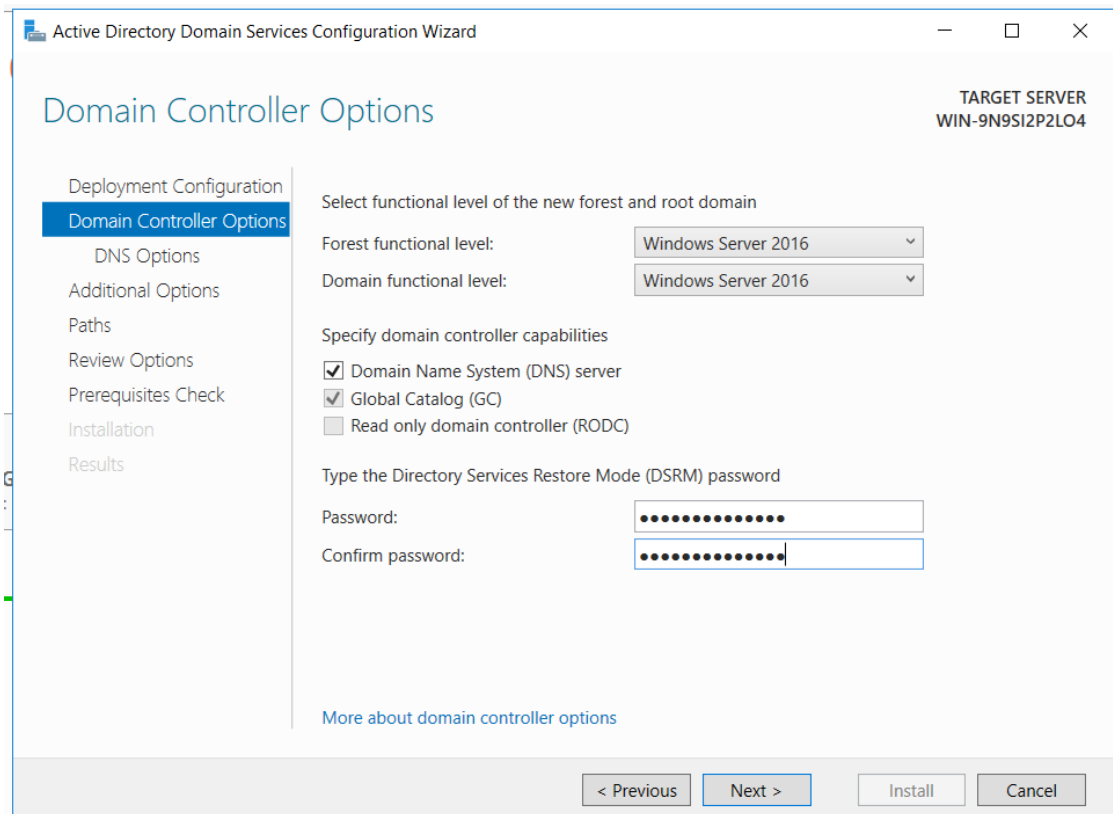 Active Directory Domain Services Configuration Wizard
Domain Controller Options
TARGET SERVER
WIN-9N9SI2P2LO4
Deployment Configuration
Domain Controller Options
DNS Options
Additional Options
Paths
Review Options
Prerequisites Check
Installation
Results
Select functional level of the new forest and root domain
Forest functional level: Windows Server 2016
Domain functional level: Windows Server 2016
Specify domain controller capabilities
Domain Name System (DNS) server
Global Catalog (GC)
Read only domain controller (RODC)
Type the Directory Services Restore Mode (DSRM) password
Password: ••••••••••••••
Confirm password: ••••••••••••••
More about domain controller options
< Previous Next > Install Cancel